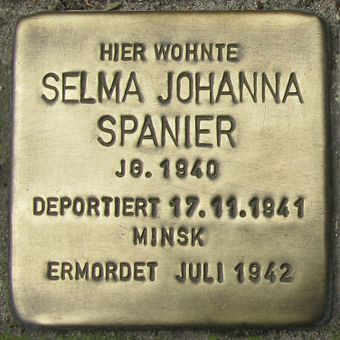 HIER WOHNTE
SELMA JOHANNA
SPANIER
JG. 1940
DEPORTIERT 17.11.1941
MINSK
ERMORDET JULI 1942